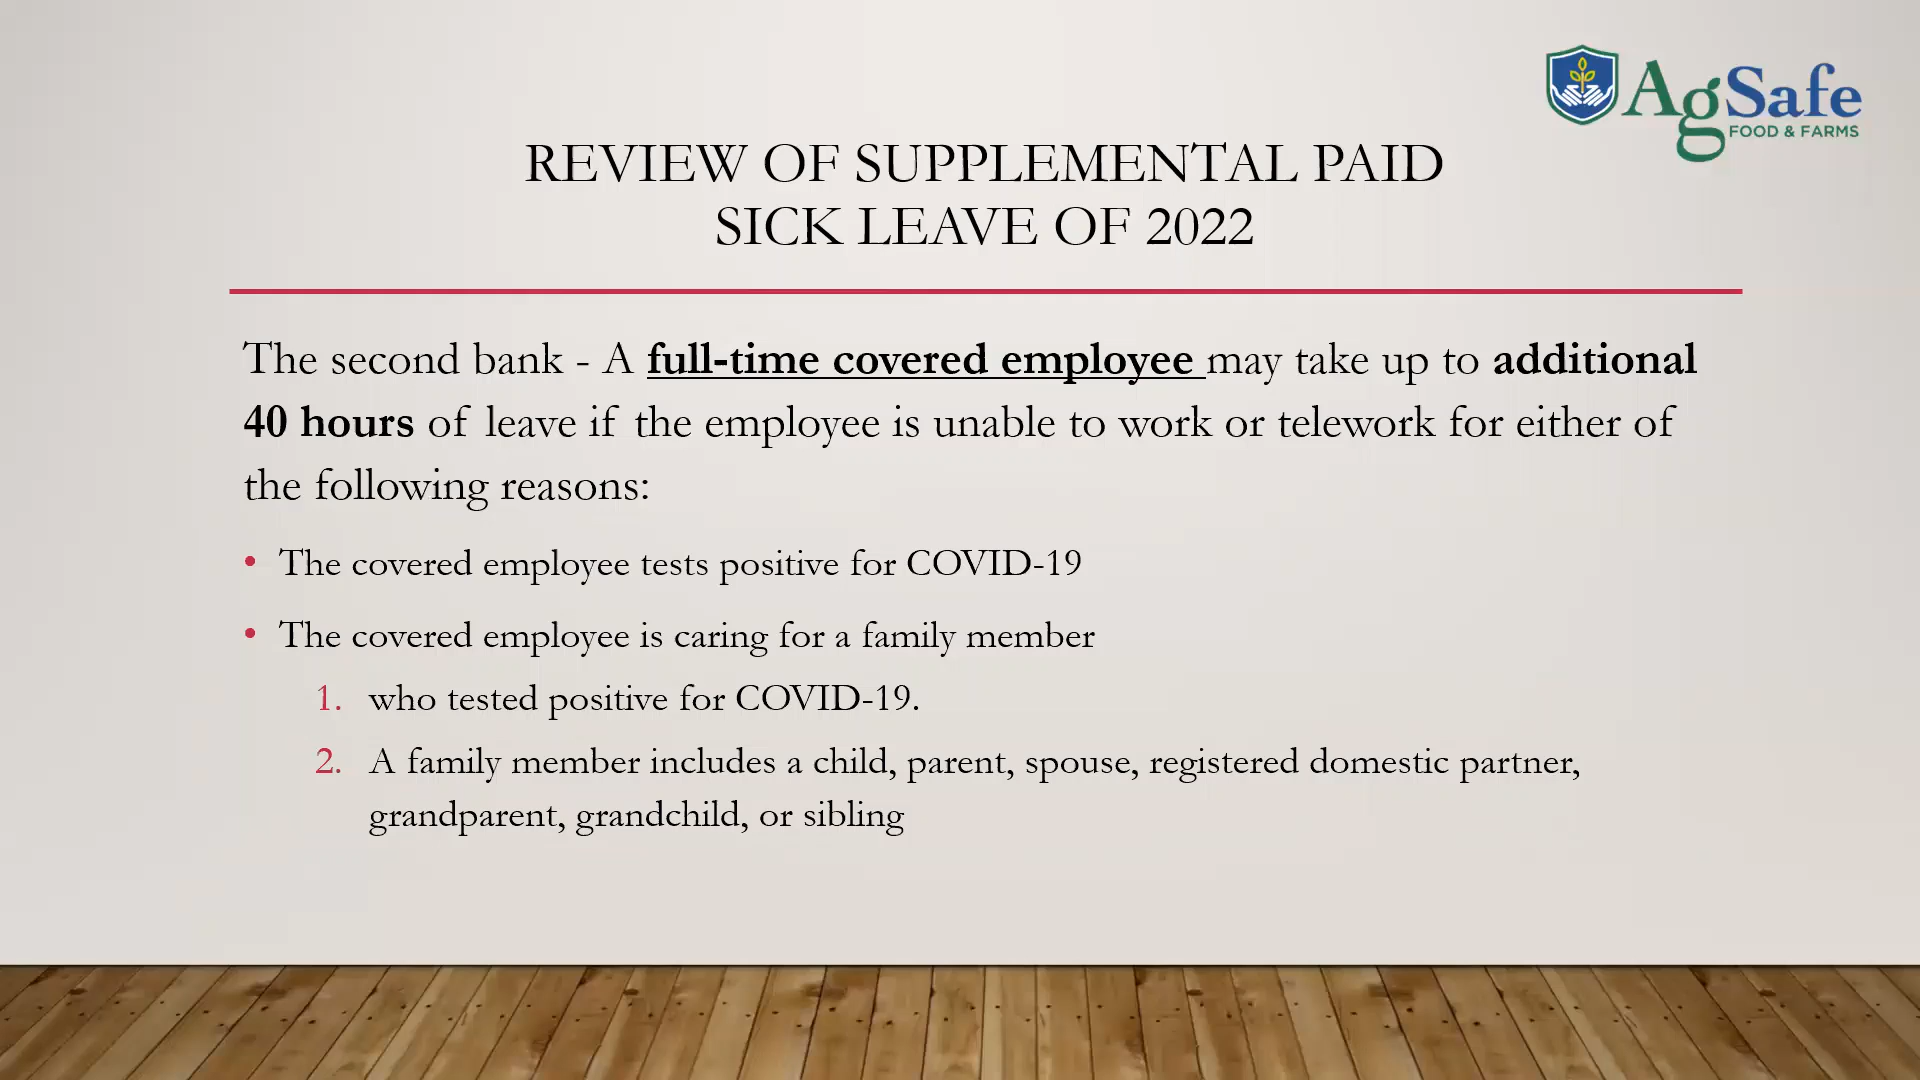 AgSafe
FOOD & FARMS
REVIEW OF SUPPLEMENTAL PAID
SICK LEAVE OF 2022
The second bank - A full-time covered employee may take up to additional
40 hours of leave if the employee is unable to work or telework for either of
the following reasons:
• The covered employee tests positive for COVID-19
• The covered employee is caring for a family member
1. who tested positive for COVID-19.
2. A family member includes a child, parent, spouse, registered domestic partner,
grandparent, grandchild, or sibling